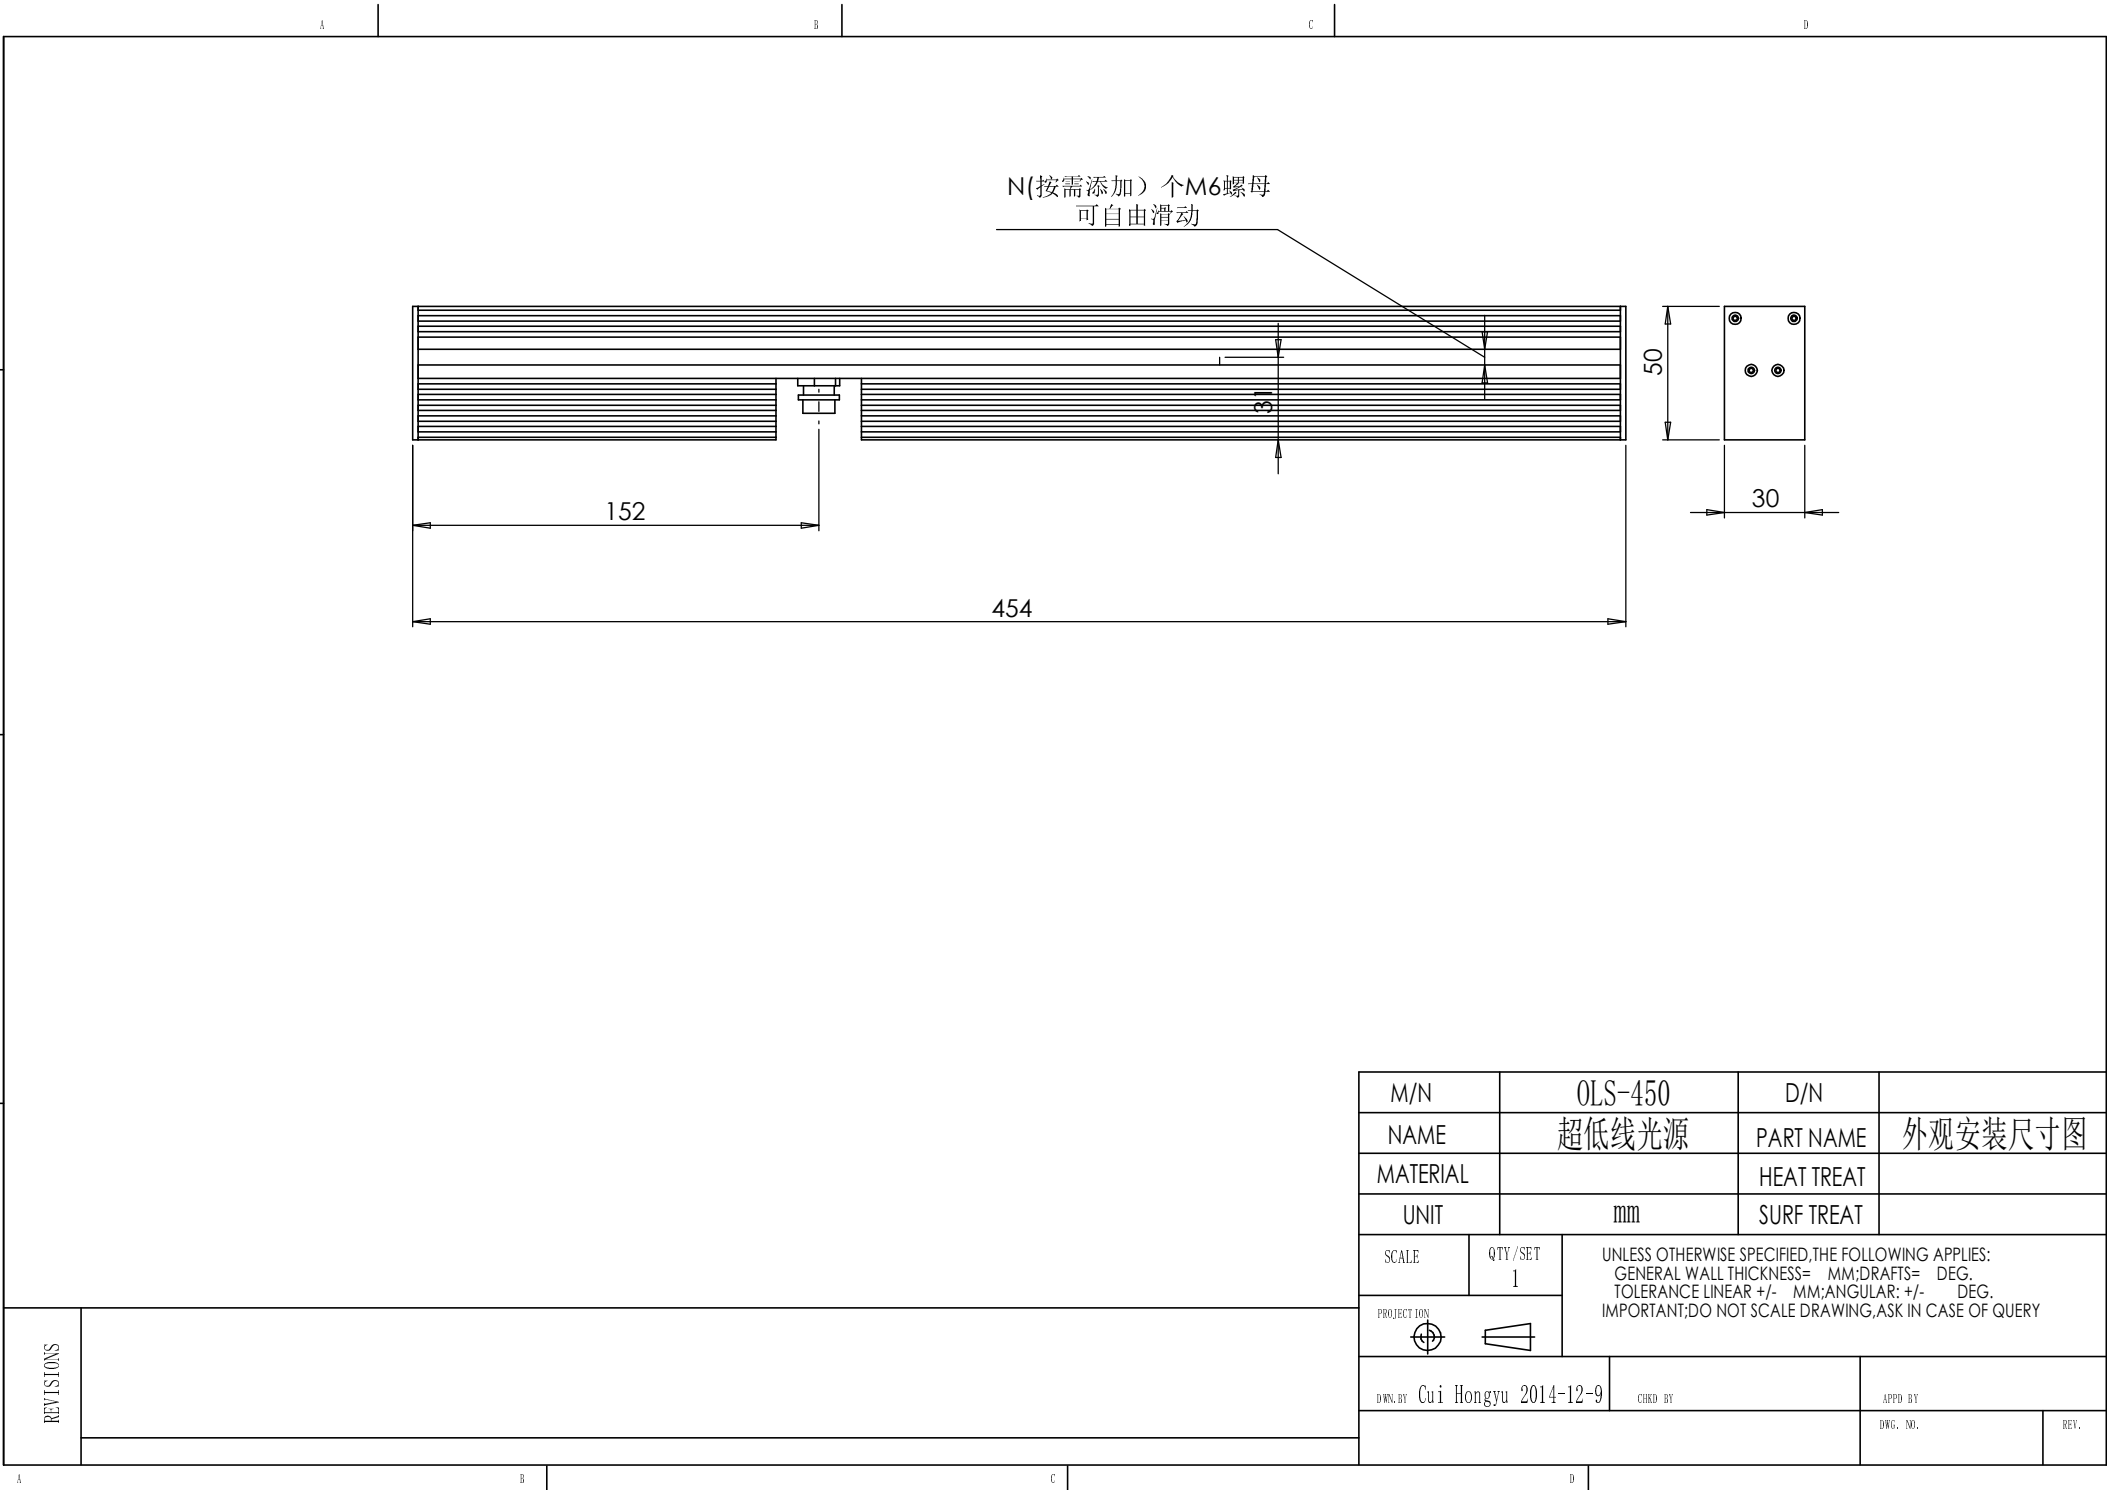 A B C D
N(按需添加）个M6螺母
可自由滑动
31
50
152
30
454
M/N OLS-450 D/N
NAME 超低线光源 PART NAME 外观安装尺寸图
MATERIAL HEAT TREAT
UNIT mm SURF TREAT
SCALE QTY/SET
1
UNLESS OTHERWISE SPECIFIED,THE FOLLOWING APPLIES:
GENERAL WALL THICKNESS= MM;DRAFTS= DEG.
TOLERANCE LINEAR +/- MM;ANGULAR: +/- DEG.
IMPORTANT;DO NOT SCALE DRAWING,ASK IN CASE OF QUERY
PROJECTION
REVISIONS
DWN.BY Cui Hongyu 2014-12-9 CHKD BY APPD BY
DWG. NO. REV.
A B C D